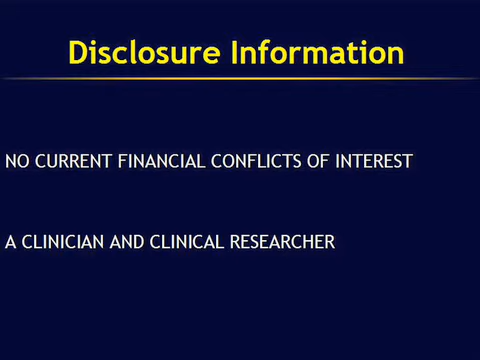 Disclosure Information
NO CURRENT FINANCIAL CONFLICTS OF INTEREST
A CLINICIAN AND CLINICAL RESEARCHER